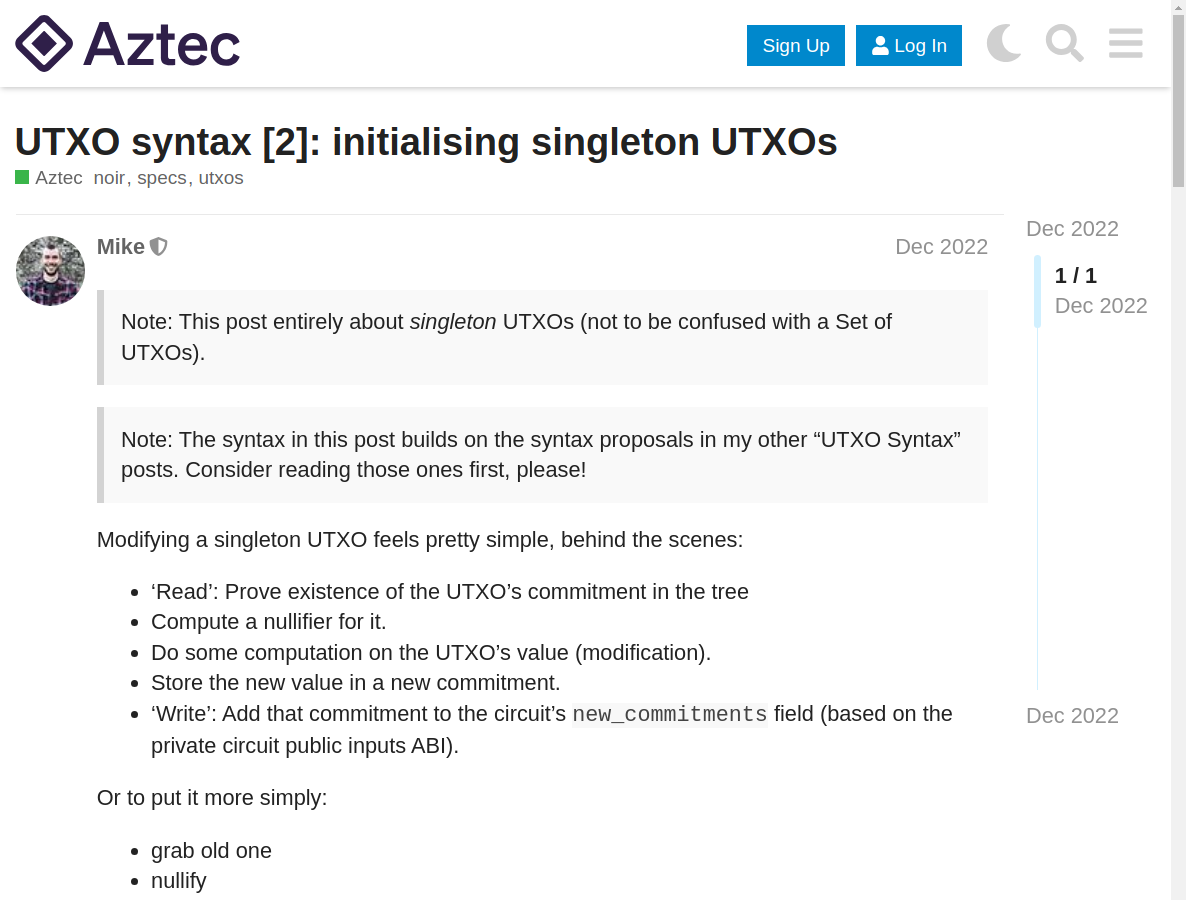 Aztec
Sign Up
Log In
UTXO syntax [2]: initialising singleton UTXOs
Aztec noir, specs, utxos
Mike
Dec 2022
Note: This post entirely about singleton UTXOs (not to be confused with a Set of
UTXOs).
Note: The syntax in this post builds on the syntax proposals in my other “UTXO Syntax”
posts. Consider reading those ones first, please!
Modifying a singleton UTXO feels pretty simple, behind the scenes:
‘Read’: Prove existence of the UTXO’s commitment in the tree
Compute a nullifier for it.
Do some computation on the UTXO’s value (modification).
Store the new value in a new commitment.
‘Write’: Add that commitment to the circuit’s new_commitments field (based on the
private circuit public inputs ABI).
Or to put it more simply:
grab old one
nullify
Dec 2022
1 / 1
Dec 2022
Dec 2022